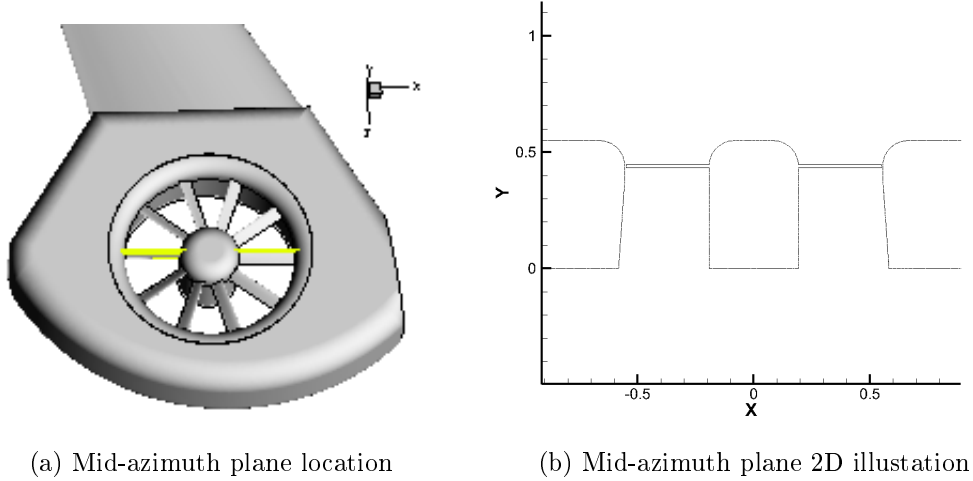 Y
X
Z
1
0.5
0
Y
-0.5
0
0.5
X
(a) Mid-azimuth plane location
(b) Mid-azimuth plane 2D illustation